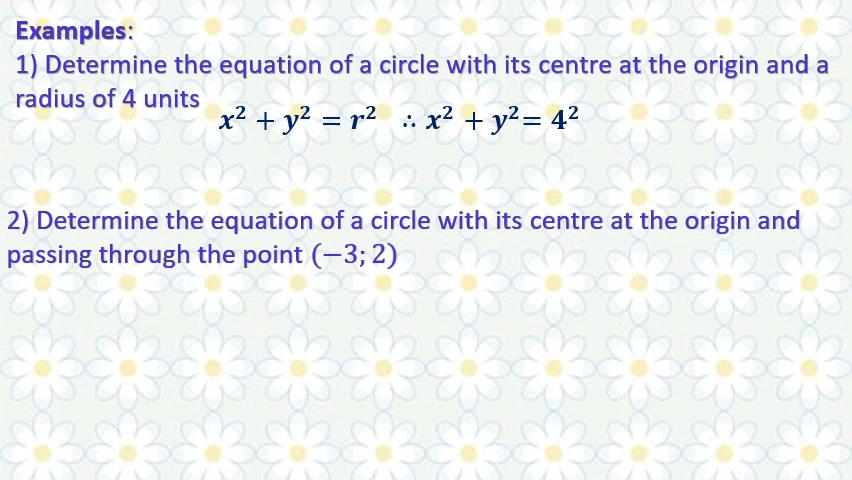 Examples:
1) Determine the equation of a circle with its centre at the origin and a
radius of 4 units
x² + y² = r² ∴ x² + y²= 4²
2) Determine the equation of a circle with its centre at the origin and
passing through the point (−3; 2)